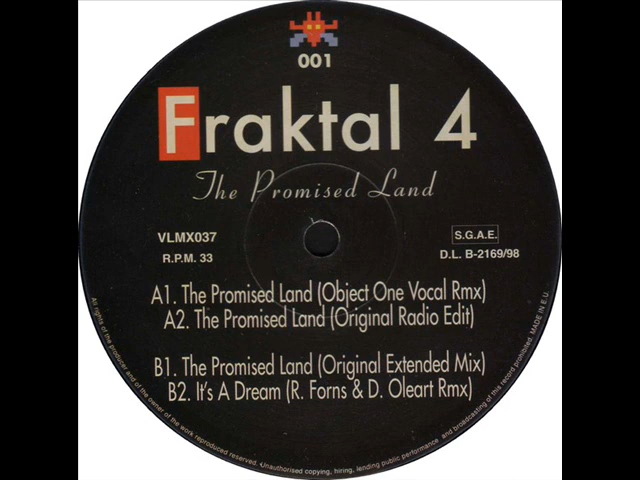 001
Fraktal 4
The Promised Land
VLMX037
S.G.A.E.
R.P.M. 33
D.L. B-2169/98
A1. The Promised Land (Object One Vocal Rmx)
A2. The Promised Land (Original Radio Edit)
B1. The Promised Land (Original Extended Mix)
B2. It's A Dream (R. Forns & D. Oleart Rmx)
All rights of the producer and of the owner of the work reproduced reserved. Unauthorised copying, hiring, lending public performance and broadcasting of this record prohibited. MADE IN E.U.